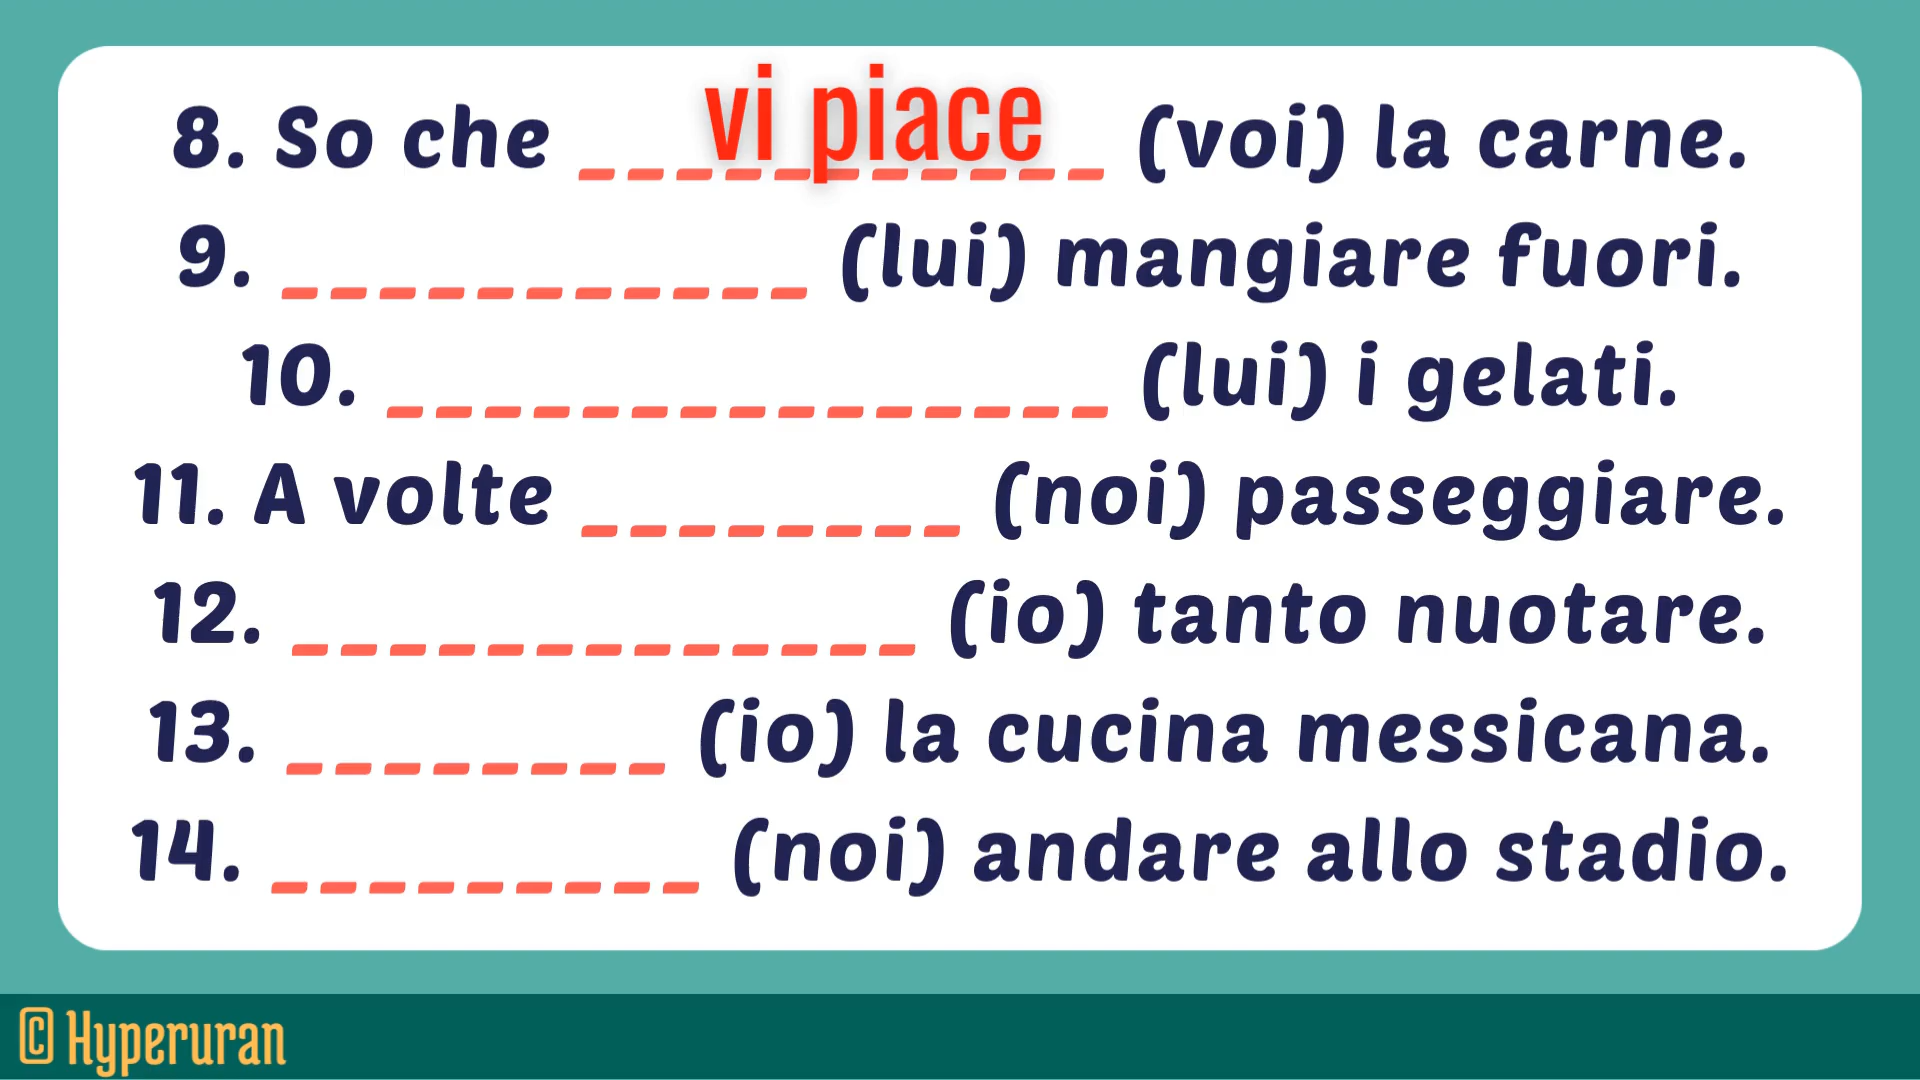 8. So che vi piace (voi) la carne.
9. ___________ (lui) mangiare fuori.
10. _______________ (lui) i gelati.
11. A volte ________ (noi) passeggiare.
12. _____________ (io) tanto nuotare.
13. ________ (io) la cucina messicana.
14. _________ (noi) andare allo stadio.
© Hyperuran